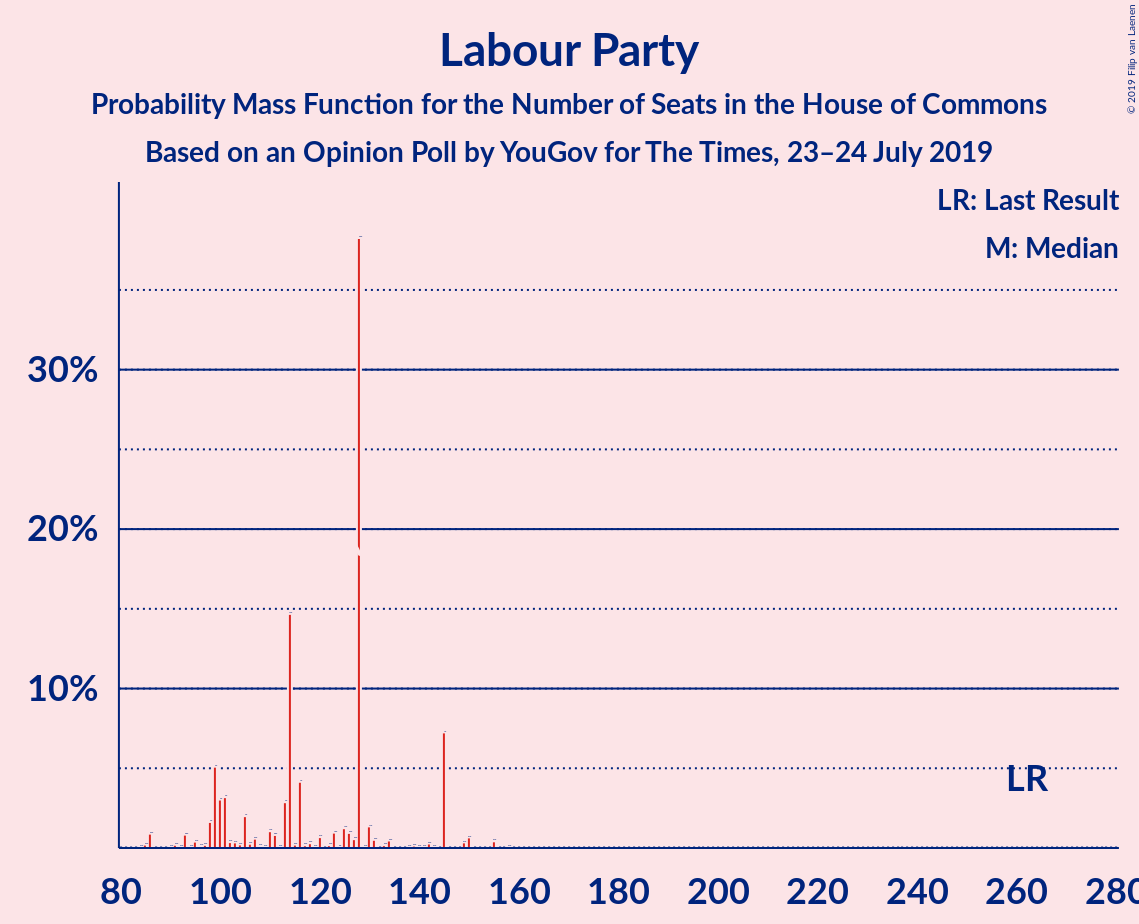 Labour Party
Probability Mass Function for the Number of Seats in the House of Commons
Based on an Opinion Poll by YouGov for The Times, 23–24 July 2019
© 2019 Filip van Laenen
LR: Last Result
M: Median
30%
20%
10%
LR
80 100 120 140 160 180 200 220 240 260 280